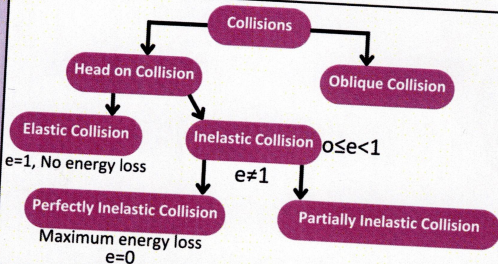 Collisions
Head on Collision
Oblique Collision
Elastic Collision
Inelastic Collision
o≤e<1
e=1, No energy loss
e≠1
Perfectly Inelastic Collision
Partially Inelastic Collision
Maximum energy loss
e=0